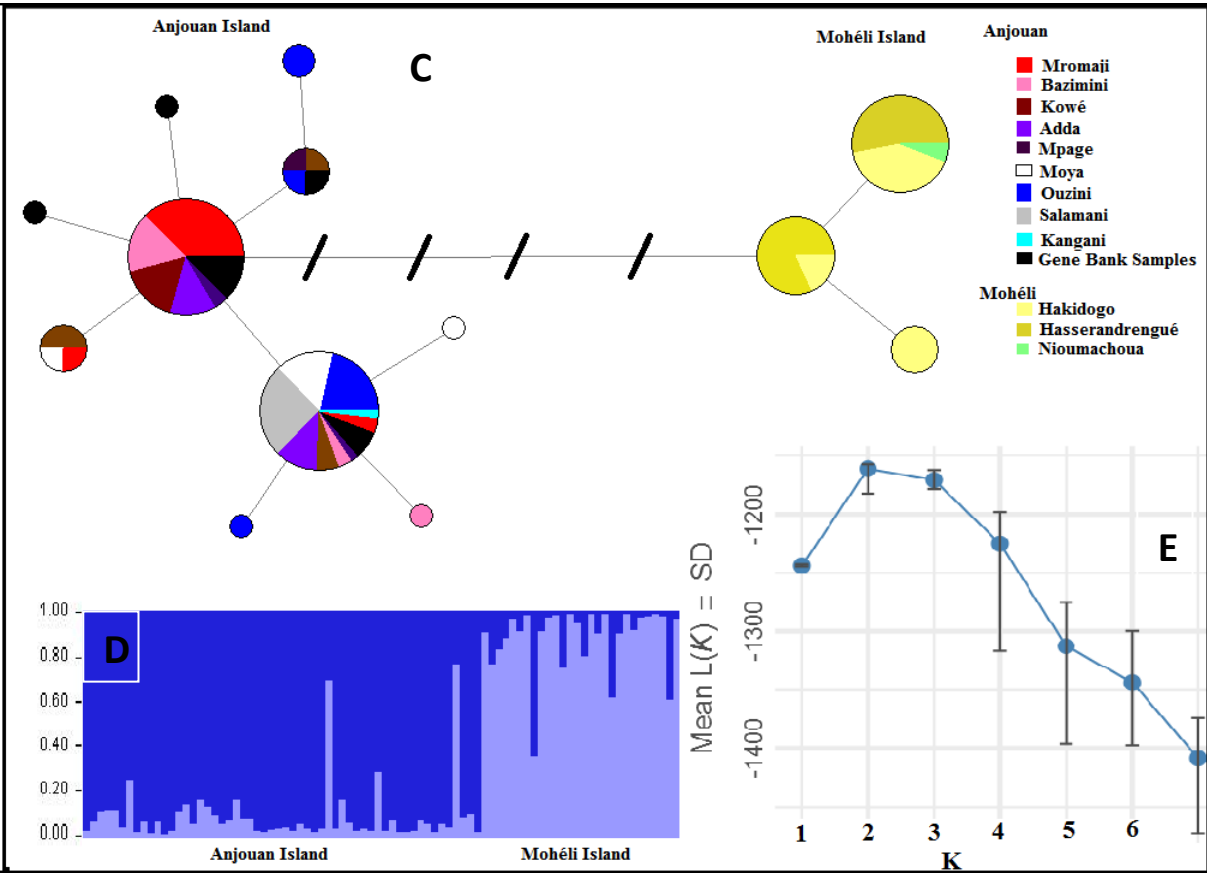 Anjouan Island
C
Mohéli Island
Anjouan
Mromaji
Bazimini
Kowé
Adda
Mpage
Moya
Ouzini
Salamani
Kangani
Gene Bank Samples
Mohéli
Hakidogo
Hasserandrengué
Nioumachoua
D
1.00
0.80
0.60
0.40
0.20
0.00
Anjouan Island
Mohéli Island
E
Mean L(K) = SD
-1200
-1300
-1400
1 2 3 4 5 6
K